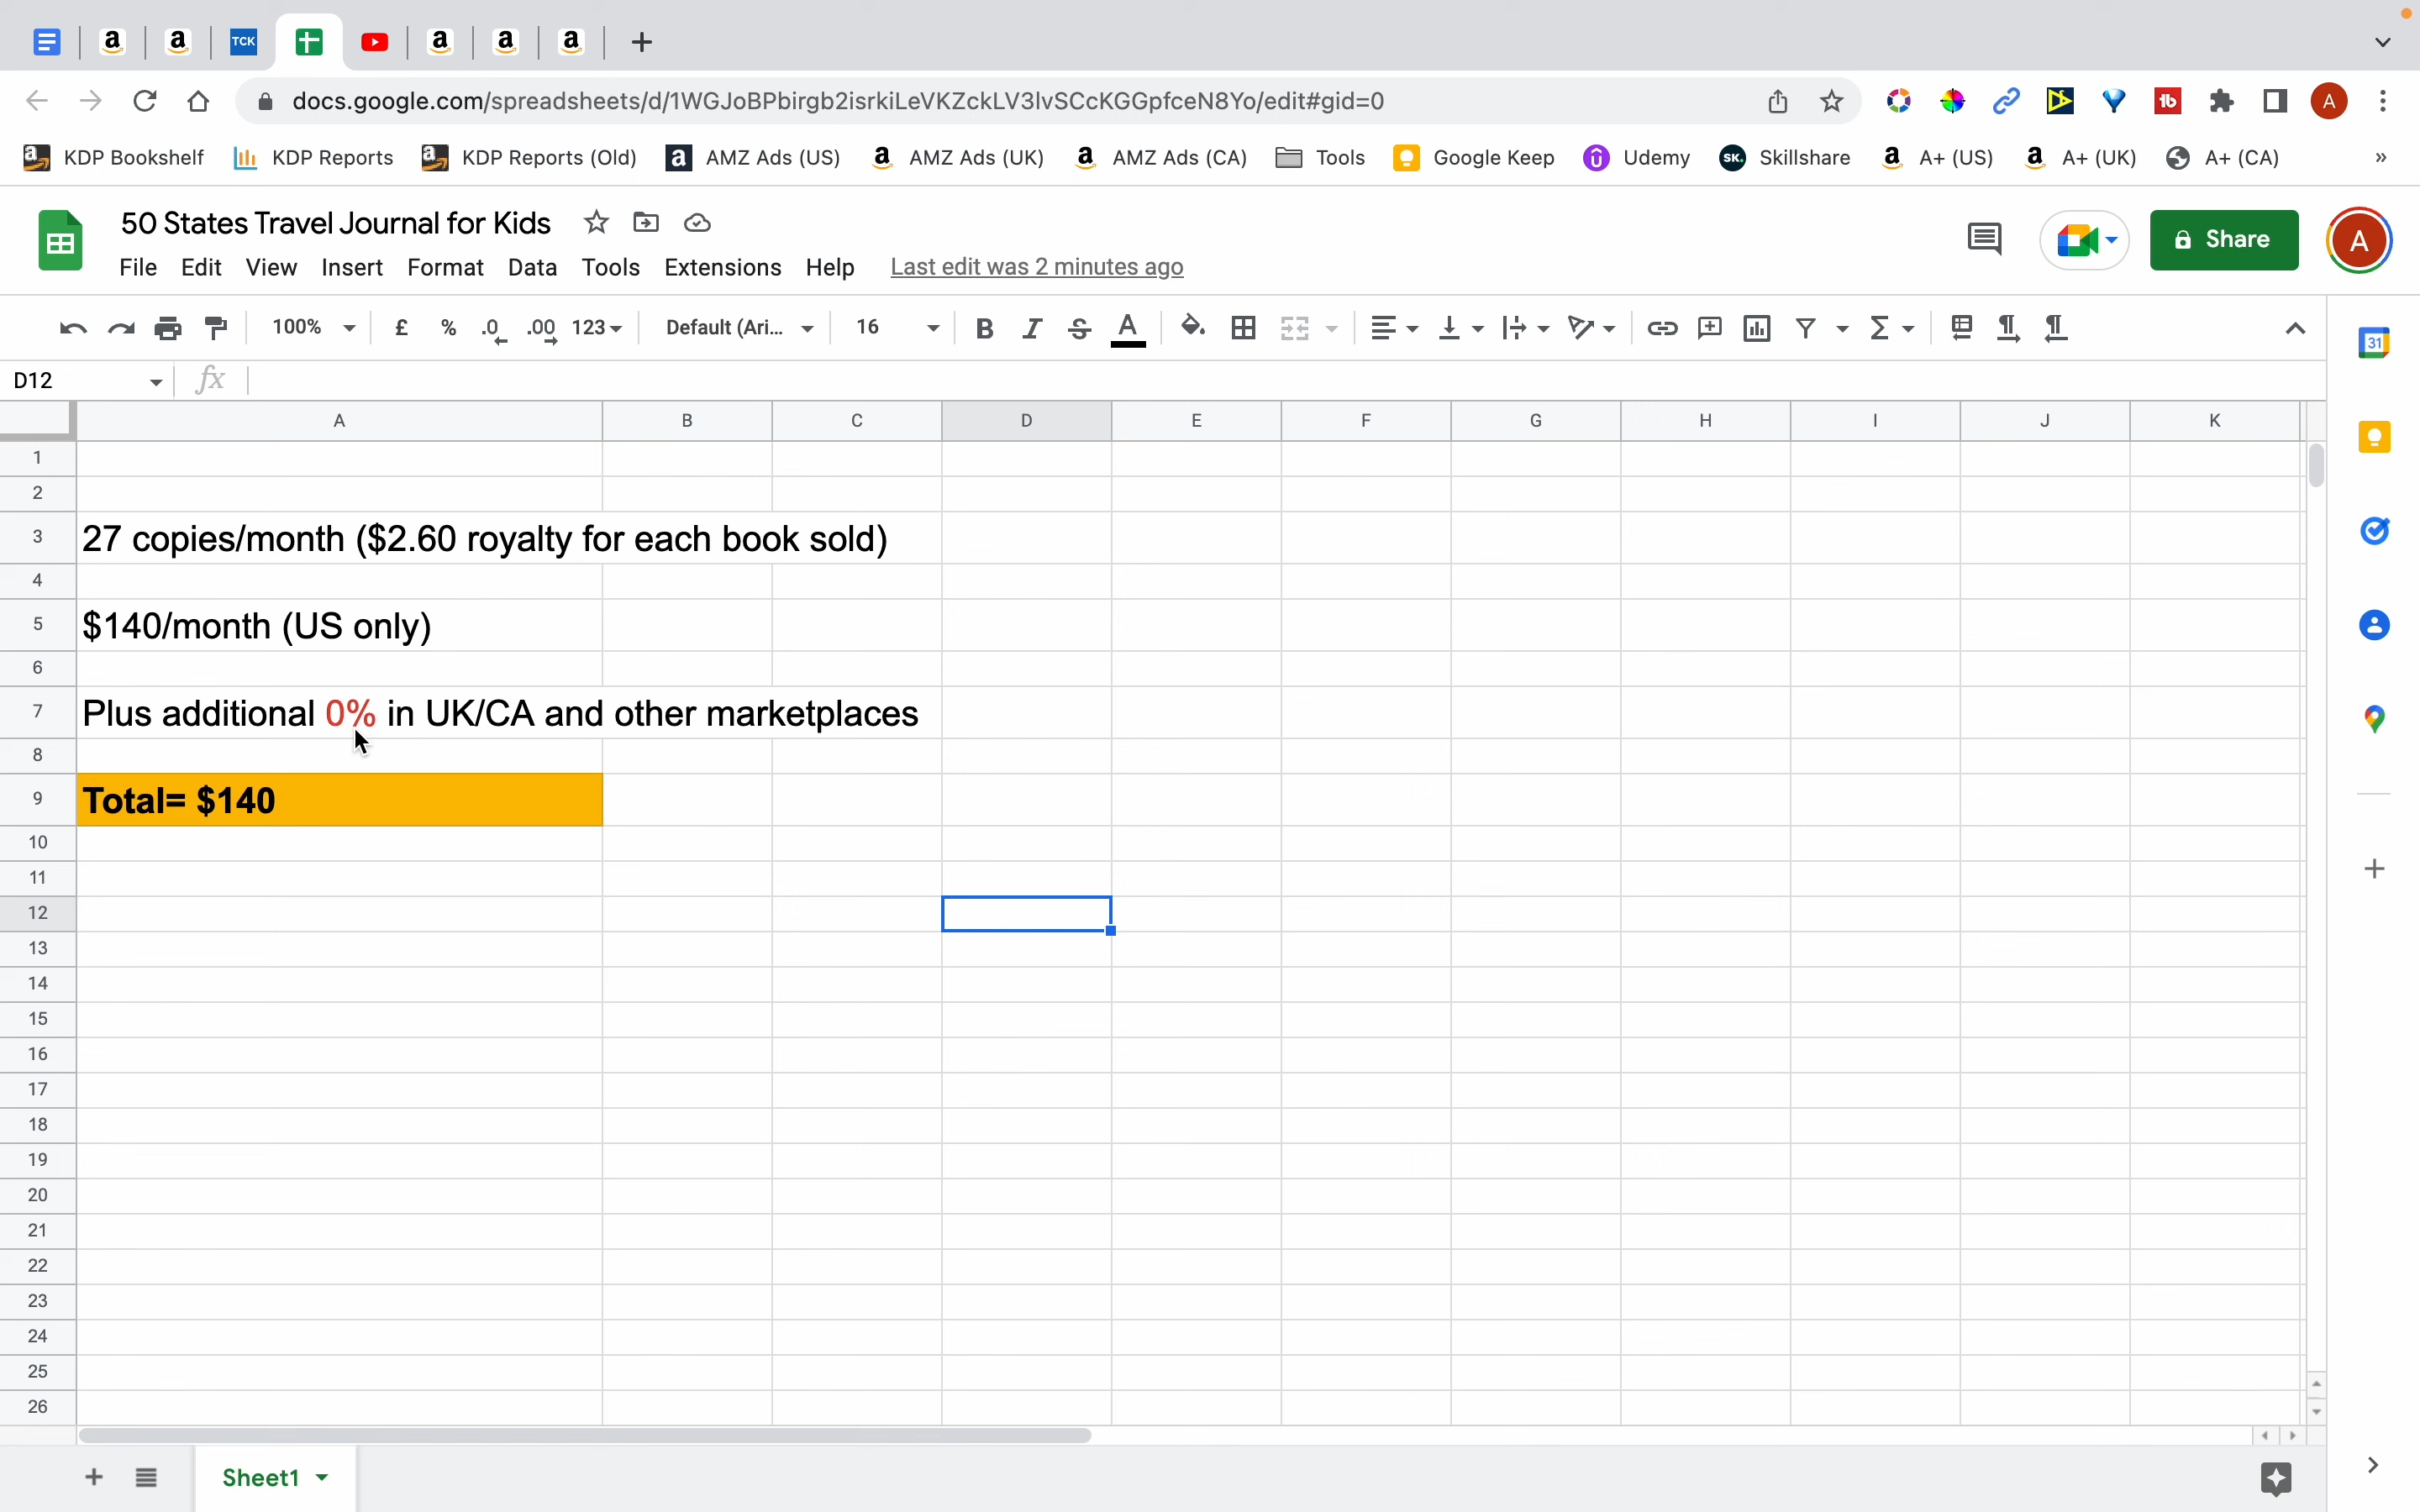 TCK
docs.google.com/spreadsheets/d/1WGJoBPbirgb2isrkiLeVKZckLV3lvSCcKGGpfceN8Yo/edit#gid=0
A
KDP Bookshelf KDP Reports KDP Reports (Old) AMZ Ads (US) AMZ Ads (UK) AMZ Ads (CA) Tools Google Keep Udemy Skillshare A+ (US) A+ (UK) A+ (CA) »
50 States Travel Journal for Kids
Share
A
File Edit View Insert Format Data Tools Extensions Help Last edit was 2 minutes ago
100% £ % .0 .00 123 Default (Ari... 16 B I S A
31
D12 fx
A B C D E F G H I J K
1
2
3 27 copies/month ($2.60 royalty for each book sold)
4
5 $140/month (US only)
6
7 Plus additional 0% in UK/CA and other marketplaces
8
9 Total= $140
10
11
12
13
14
15
16
17
18
19
20
21
22
23
24
25
26
Sheet1